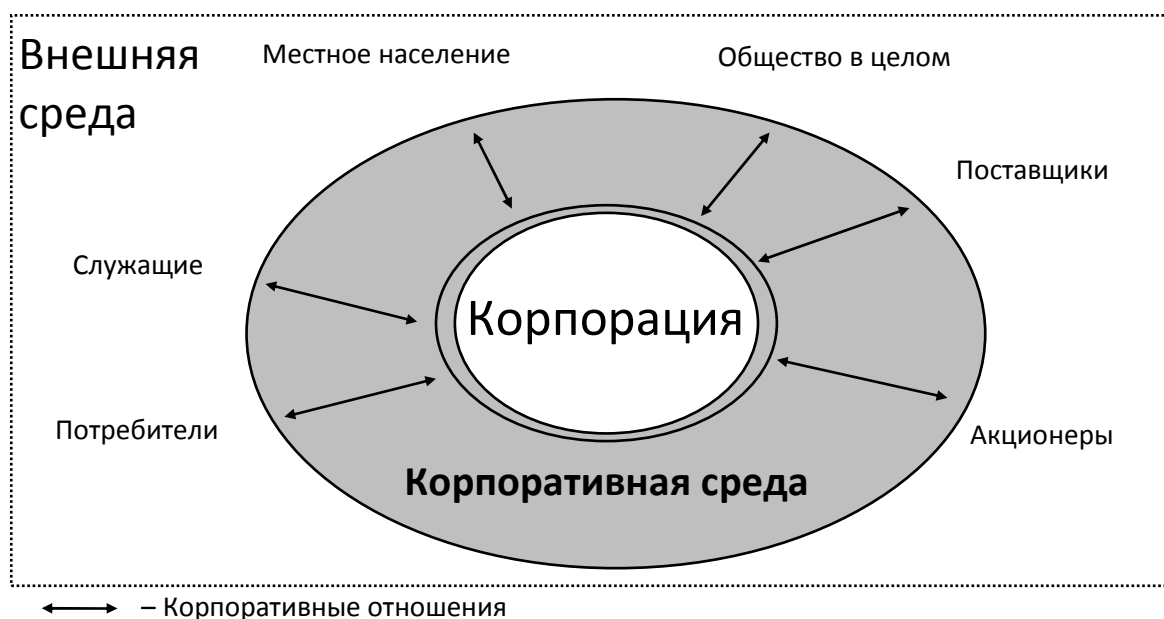 Внешняя
среда
Местное население
Общество в целом
Поставщики
Служащие
Корпорация
Потребители
Акционеры
Корпоративная среда
– Корпоративные отношения